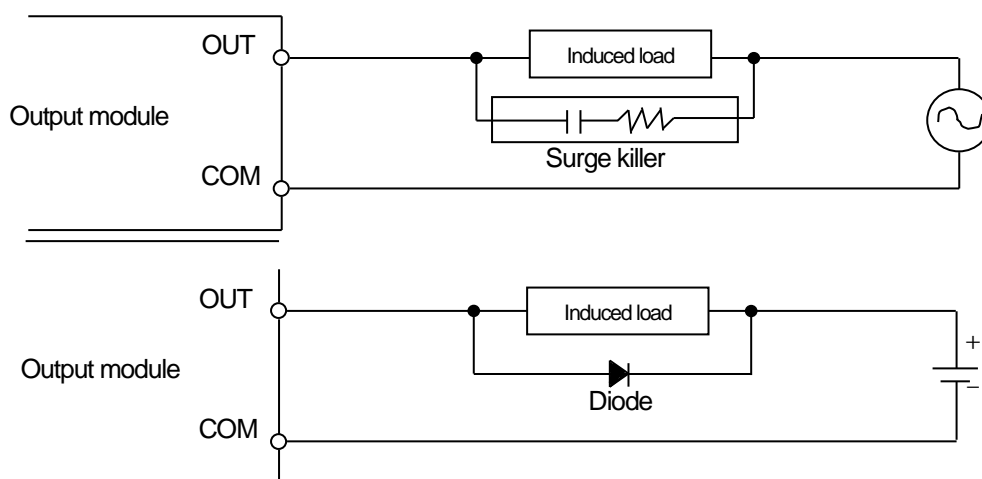 OUT
Induced load
Output module
Surge killer
COM
OUT
Induced load
+
Output module
−
Diode
COM